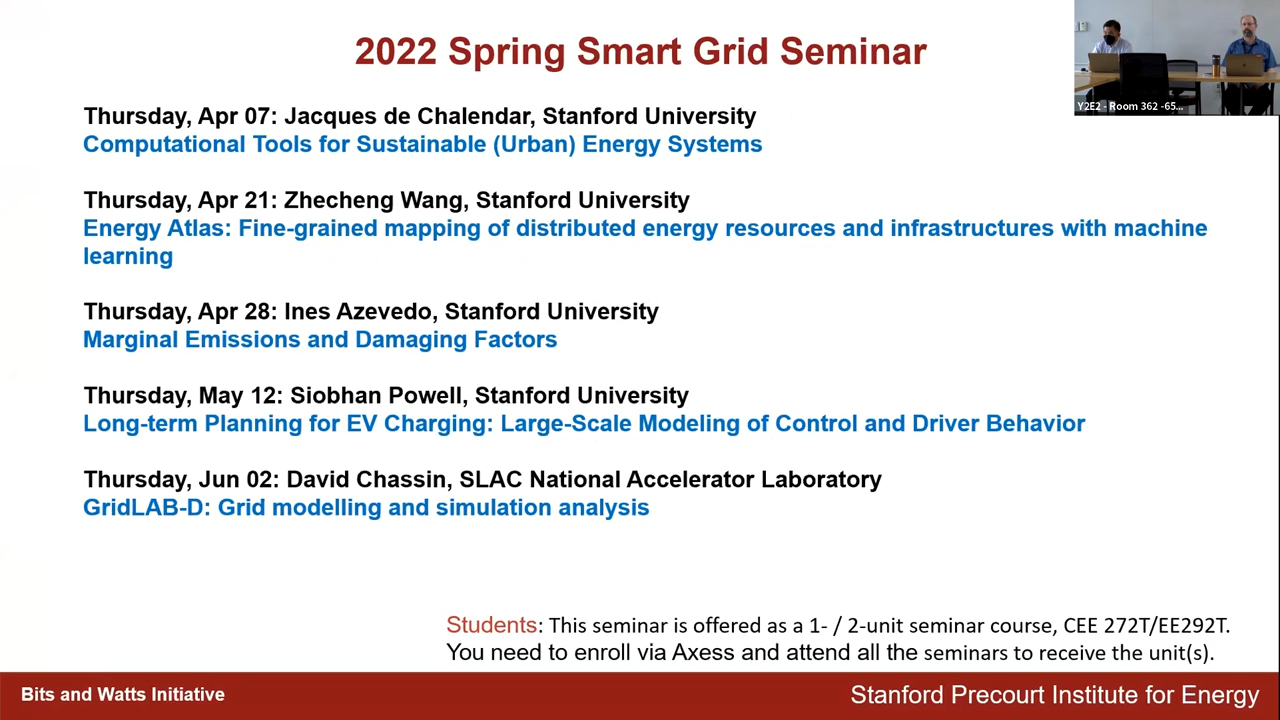 2022 Spring Smart Grid Seminar
Y2E2 - Room 362 -65...
Thursday, Apr 07: Jacques de Chalendar, Stanford University
Computational Tools for Sustainable (Urban) Energy Systems
Thursday, Apr 21: Zhecheng Wang, Stanford University
Energy Atlas: Fine-grained mapping of distributed energy resources and infrastructures with machine
learning
Thursday, Apr 28: Ines Azevedo, Stanford University
Marginal Emissions and Damaging Factors
Thursday, May 12: Siobhan Powell, Stanford University
Long-term Planning for EV Charging: Large-Scale Modeling of Control and Driver Behavior
Thursday, Jun 02: David Chassin, SLAC National Accelerator Laboratory
GridLAB-D: Grid modelling and simulation analysis
Students: This seminar is offered as a 1- / 2-unit seminar course, CEE 272T/EE292T.
You need to enroll via Axess and attend all the seminars to receive the unit(s).
Bits and Watts Initiative
Stanford Precourt Institute for Energy